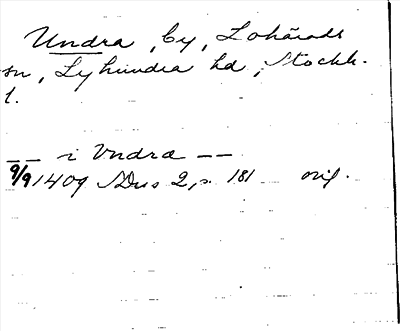 Undra, by, Lohärads
sn, Lyhundra hd, Stockh.
l.
— — i Vndra — —
9/9 1409 SDns 2, s. 181 orig.